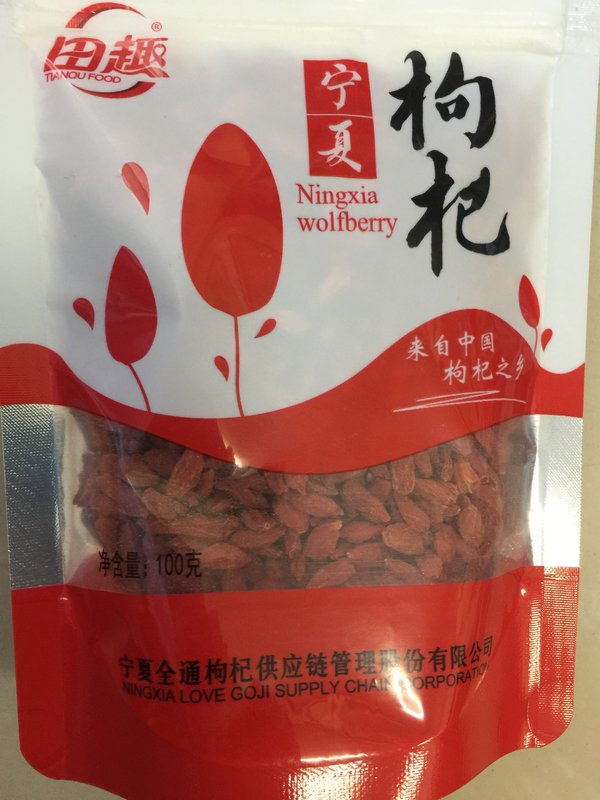 田趣®
TIANQU FOOD
宁夏
枸杞
Ningxia
wolfberry
来自中国
枸杞之乡
净含量：100克
宁夏全通枸杞供应链管理股份有限公司
NINGXIA LOVE GOJI SUPPLY CHAIN CORPORATION